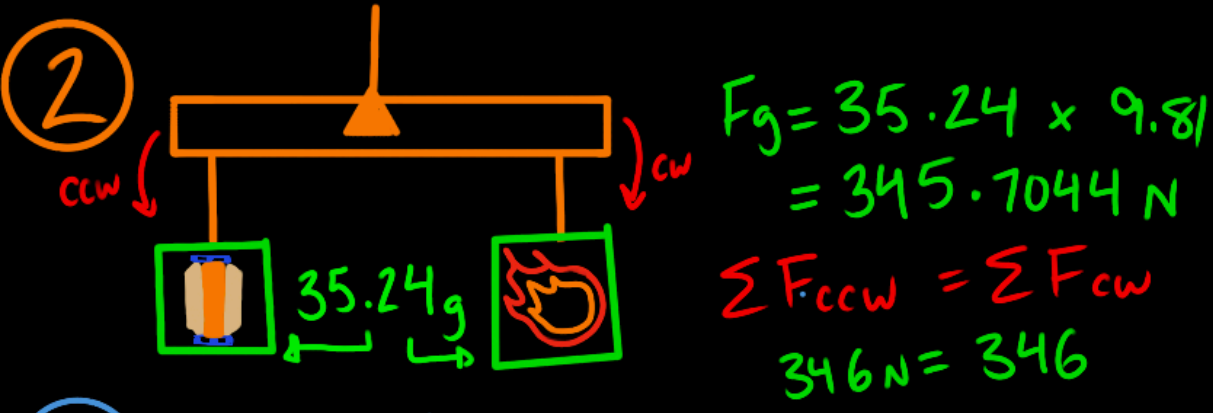 2
Fg = 35.24 x 9.81
= 345.7044 N
ccw
cw
ΣFccw = ΣFcw
35.24g
346N = 346